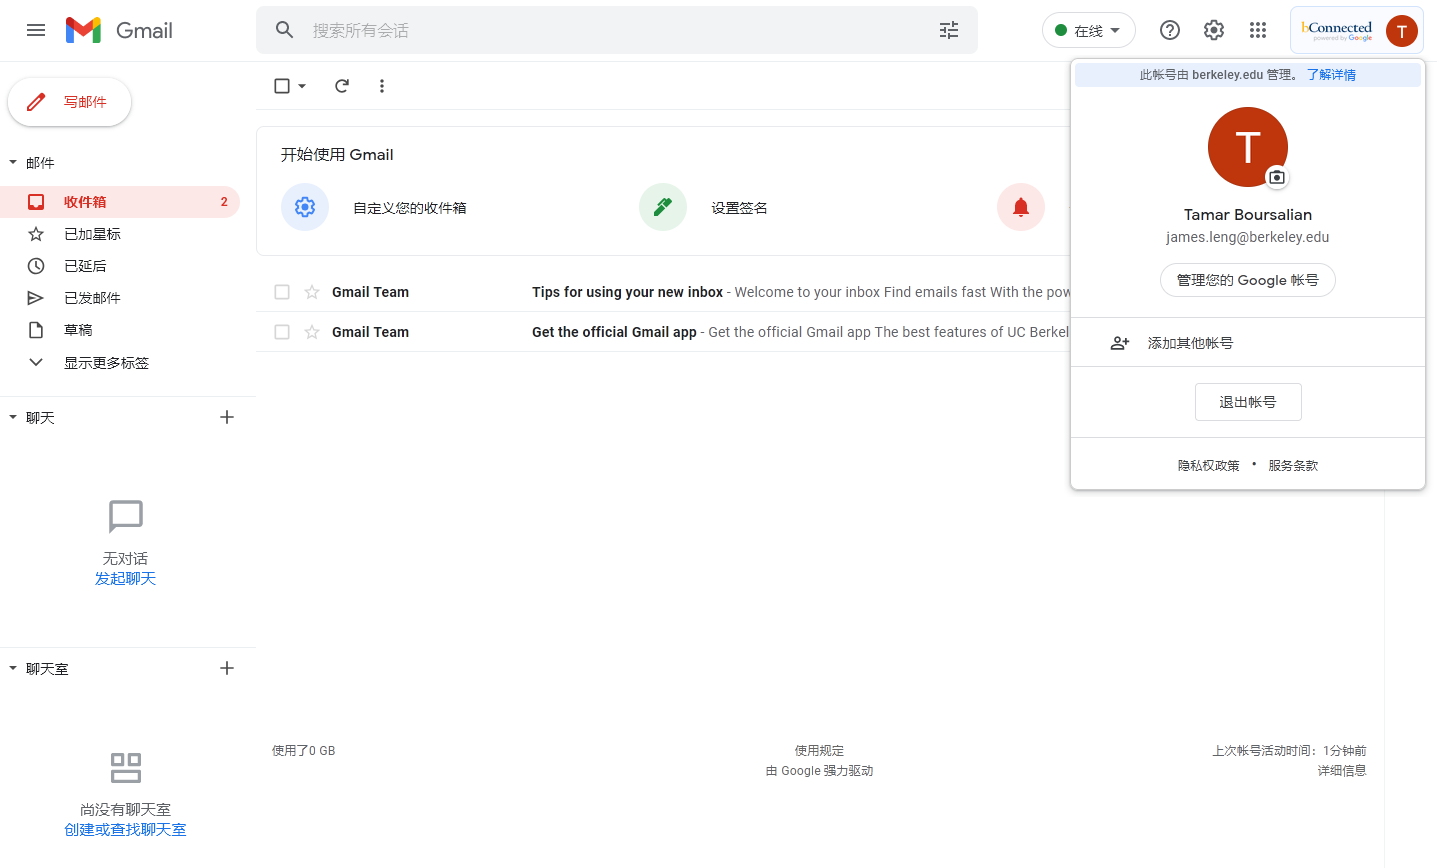 Gmail
搜索所有会话
在线
bConnected
powered by Google
T
写邮件
邮件
收件箱 2
已加星标
已延后
已发邮件
草稿
显示更多标签
聊天
无对话
发起聊天
聊天室
尚没有聊天室
创建或查找聊天室
开始使用 Gmail
自定义您的收件箱
设置签名
Gmail Team Tips for using your new inbox - Welcome to your inbox Find emails fast With the pow
Gmail Team Get the official Gmail app - Get the official Gmail app The best features of UC Berkel
此帐号由 berkeley.edu 管理。 了解详情
T
Tamar Boursalian
james.leng@berkeley.edu
管理您的 Google 帐号
添加其他帐号
退出帐号
隐私权政策 • 服务条款
使用了0 GB
使用规定
由 Google 强力驱动
上次帐号活动时间：1分钟前
详细信息